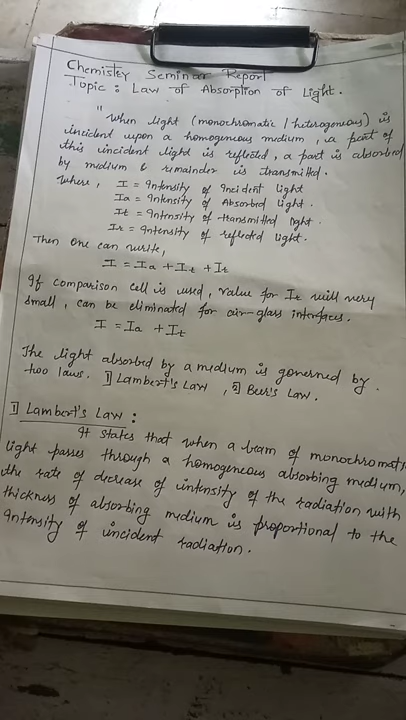 Chemistry Seminar Report
Topic : Law of Absorption of Light.
"When light (monochromatic / heterogeneous) is
incident upon a homogeneous medium, a part of
this incident light is reflected, a part is absorbed
by medium & remainder is transmitted.
Where, I = Intensity of Incident light
Ia = Intensity of Absorbed light.
It = Intensity of transmitted light.
Ir = Intensity of reflected light.
Then one can write,
I = Ia + It + Ir
If comparison cell is used, value for Ir will very
small, can be eliminated for air-glass interfaces.
I = Ia + It
The light absorbed by a medium is governed by
two laws. 1] Lambert's Law , 2] Beer's Law.
1] Lambert's Law :
It states that when a beam of monochromati
light passes through a homogeneous absorbing medium,
the rate of decrease of intensity of the radiation with
thickness of absorbing medium is proportional to the
intensity of incident radiation.